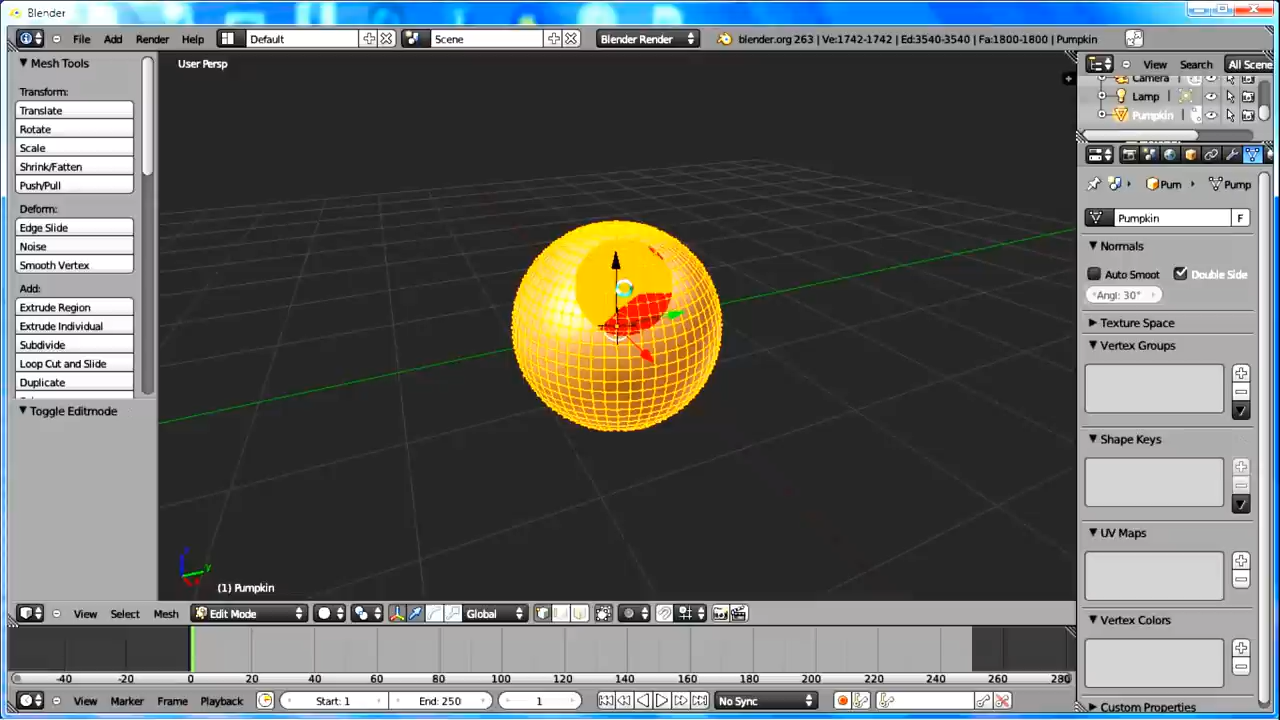 Blender
File Add Render Help Default Scene Blender Render blender.org 263 | Ve:1742-1742 | Ed:3540-3540 | Fa:1800-1800 | Pumpkin
Mesh Tools
Transform:
Translate
Rotate
Scale
Shrink/Fatten
Push/Pull
Deform:
Edge Slide
Noise
Smooth Vertex
Add:
Extrude Region
Extrude Individual
Subdivide
Loop Cut and Slide
Duplicate
Toggle Editmode
User Persp
(1) Pumpkin
View Search All Scene
Camera
Lamp
Pumpkin
Pum Pump
Pumpkin F
Normals
Auto Smoot Double Side
Angl: 30°
Texture Space
Vertex Groups
Shape Keys
UV Maps
Vertex Colors
Custom Properties
View Select Mesh Edit Mode Global
-40 -20 0 20 40 60 80 100 120 140 160 180 200 220 240 260 280
View Marker Frame Playback Start: 1 End: 250 1 No Sync